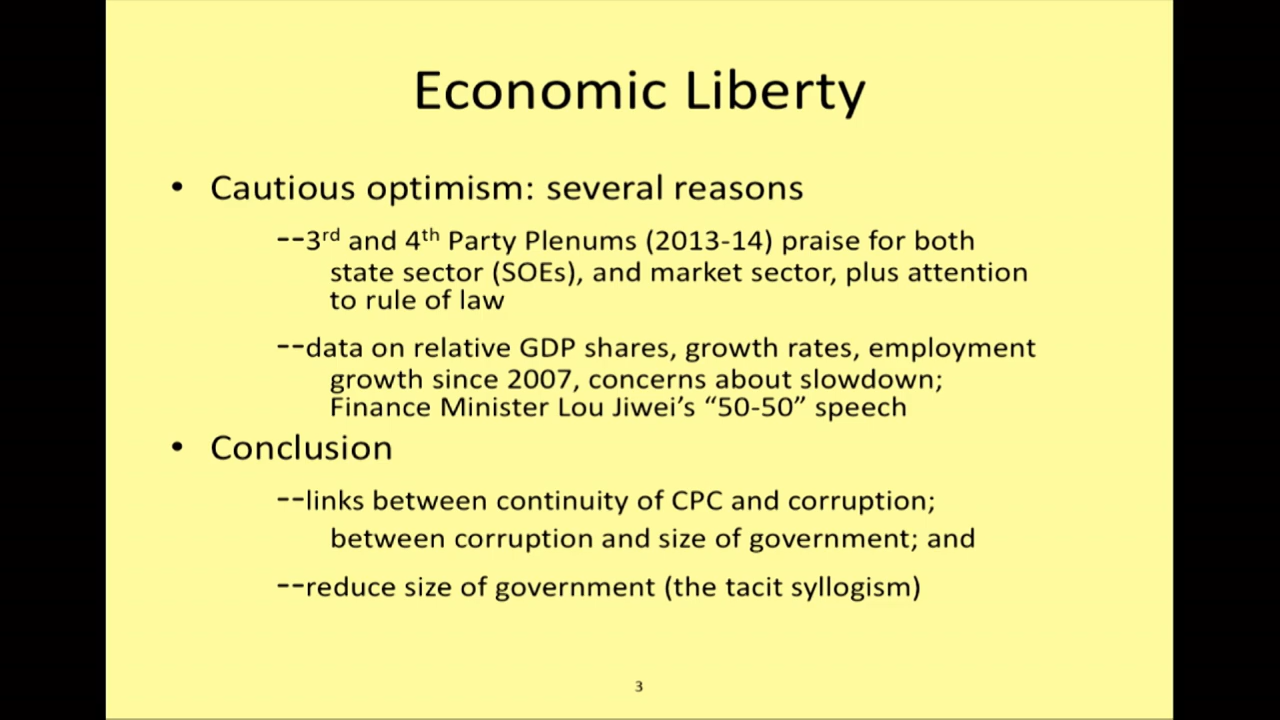 Economic Liberty
• Cautious optimism: several reasons
--3rd and 4th Party Plenums (2013-14) praise for both
state sector (SOEs), and market sector, plus attention
to rule of law
--data on relative GDP shares, growth rates, employment
growth since 2007, concerns about slowdown;
Finance Minister Lou Jiwei’s “50-50” speech
• Conclusion
--links between continuity of CPC and corruption;
between corruption and size of government; and
--reduce size of government (the tacit syllogism)
3